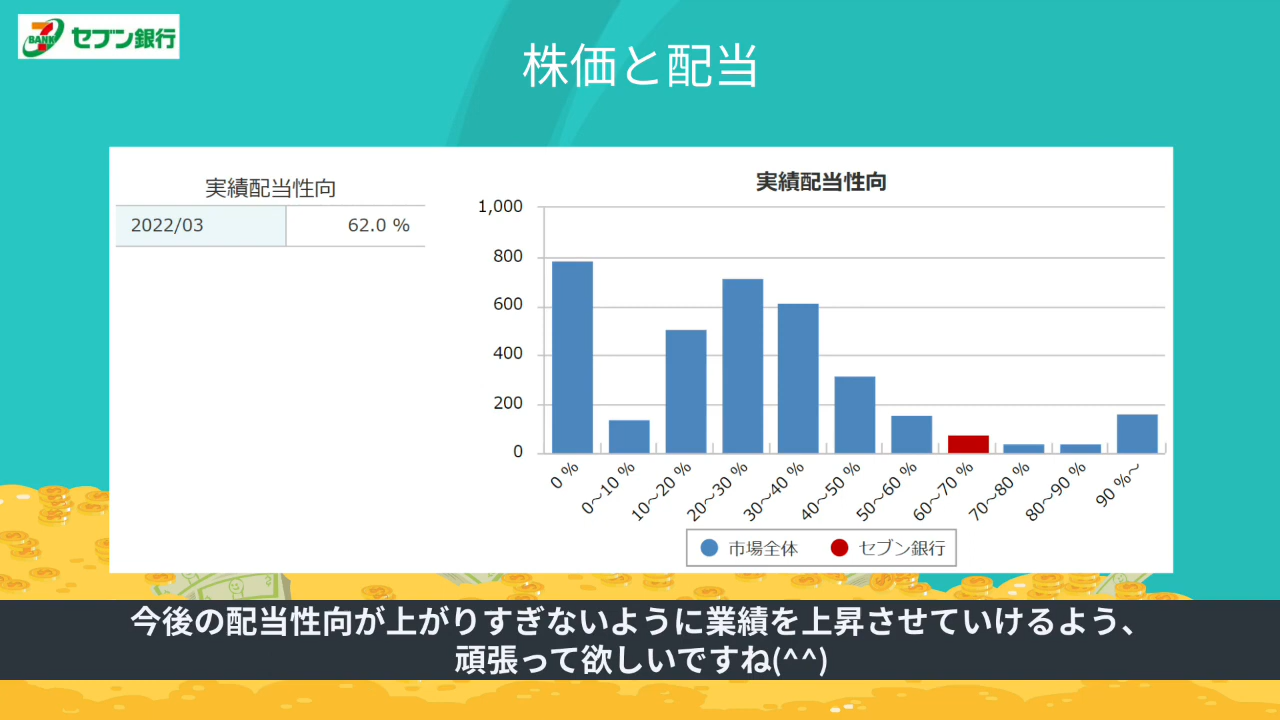 7 BANK セブン銀行
株価と配当
実績配当性向
2022/03 62.0 %
実績配当性向
1,000
800
600
400
200
0
0 %
0～10 %
10～20 %
20～30 %
30～40 %
40～50 %
50～60 %
60～70 %
70～80 %
80～90 %
90 %～
市場全体 セブン銀行
今後の配当性向が上がりすぎないように業績を上昇させていけるよう、
頑張って欲しいですね(^^)